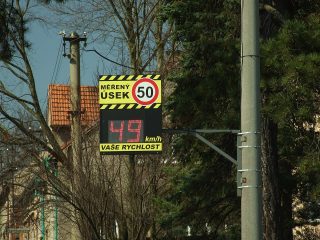 MĚŘENÝ
ÚSEK 50
49 km/h
VAŠE RYCHLOST